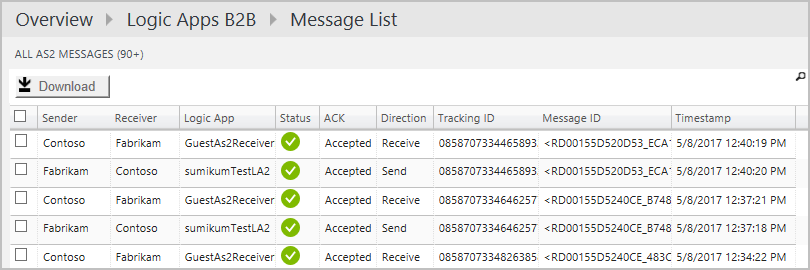 Overview Logic Apps B2B Message List
ALL AS2 MESSAGES (90+)
Download
Sender Receiver Logic App Status ACK Direction Tracking ID Message ID Timestamp
Contoso Fabrikam GuestAs2Receiver Accepted Receive 0858707334465893 <RD00155D520D53_ECA1 5/8/2017 12:40:19 PM
Fabrikam Contoso sumikumTestLA2 Accepted Send 0858707334465893 <RD00155D520D53_ECA1 5/8/2017 12:40:20 PM
Contoso Fabrikam GuestAs2Receiver Accepted Receive 0858707334646257 <RD00155D5240CE_B748 5/8/2017 12:37:21 PM
Fabrikam Contoso sumikumTestLA2 Accepted Send 0858707334646257 <RD00155D5240CE_B748 5/8/2017 12:37:18 PM
Contoso Fabrikam GuestAs2Receiver Accepted Receive 0858707334826385 <RD00155D5240CE_483C 5/8/2017 12:34:22 PM